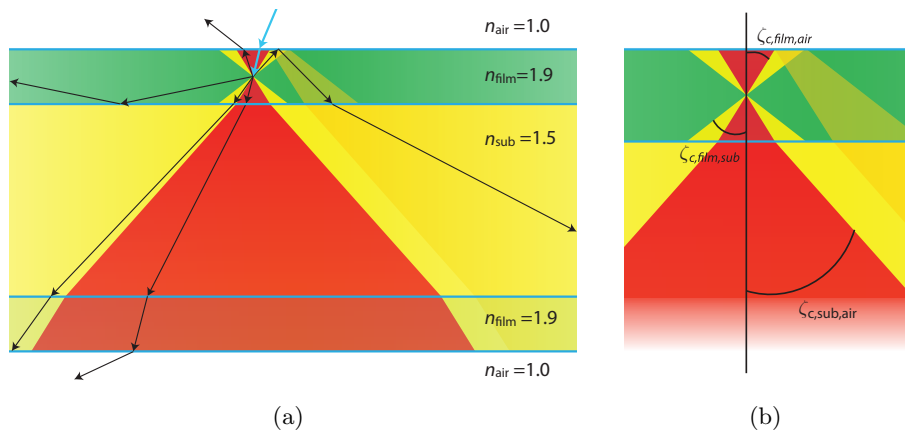 n_air =1.0
n_film =1.9
n_sub =1.5
n_film =1.9
n_air =1.0
(a)
ζ_c,film,air
ζ_c,film,sub
ζ_c,sub,air
(b)